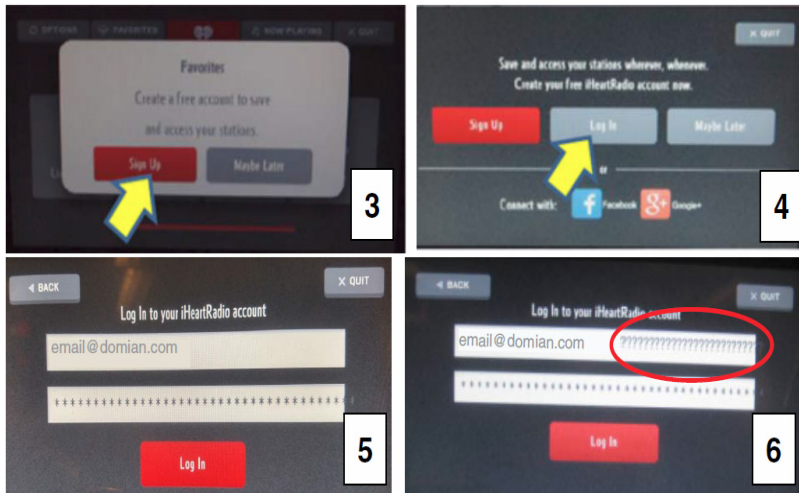 OPTIONS FAVORITES NOW PLAYING X QUIT
Favorites
Create a free account to save
and access your stations.
Sign Up Maybe Later
3
X QUIT
Save and access your stations wherever, whenever.
Create your free iHeartRadio account now.
Sign Up Log In Maybe Later
or
Connect with: f Facebook g+ Google+
4
BACK X QUIT
Log In to your iHeartRadio account
email@domian.com
Log In
5
BACK X QUIT
Log In to your iHeartRadio account
email@domian.com
Log In
6